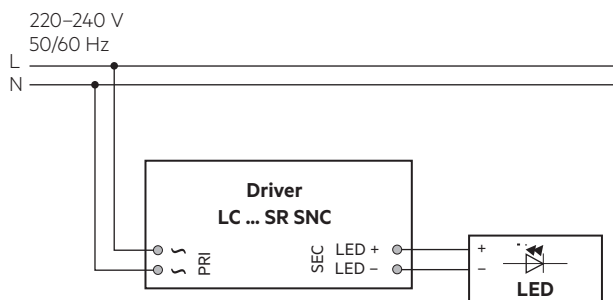 220–240 V
50/60 Hz
L
N
Driver
LC ... SR SNC
~ PRI SEC LED + +
~ LED – –
LED